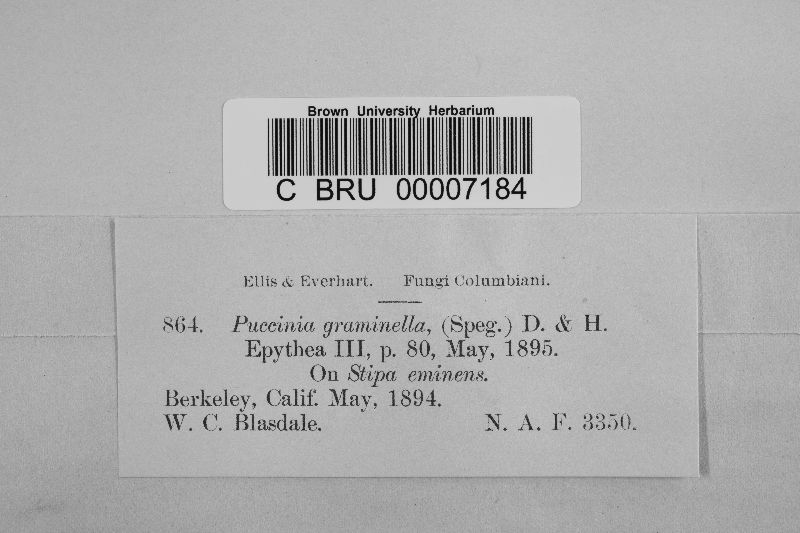 Brown University Herbarium
C BRU 00007184
Ellis & Everhart. Fungi Columbiani.
864. Puccinia graminella, (Speg.) D. & H.
Epythea III, p. 80, May, 1895.
On Stipa eminens.
Berkeley, Calif. May, 1894.
W. C. Blasdale. N. A. F. 3350.